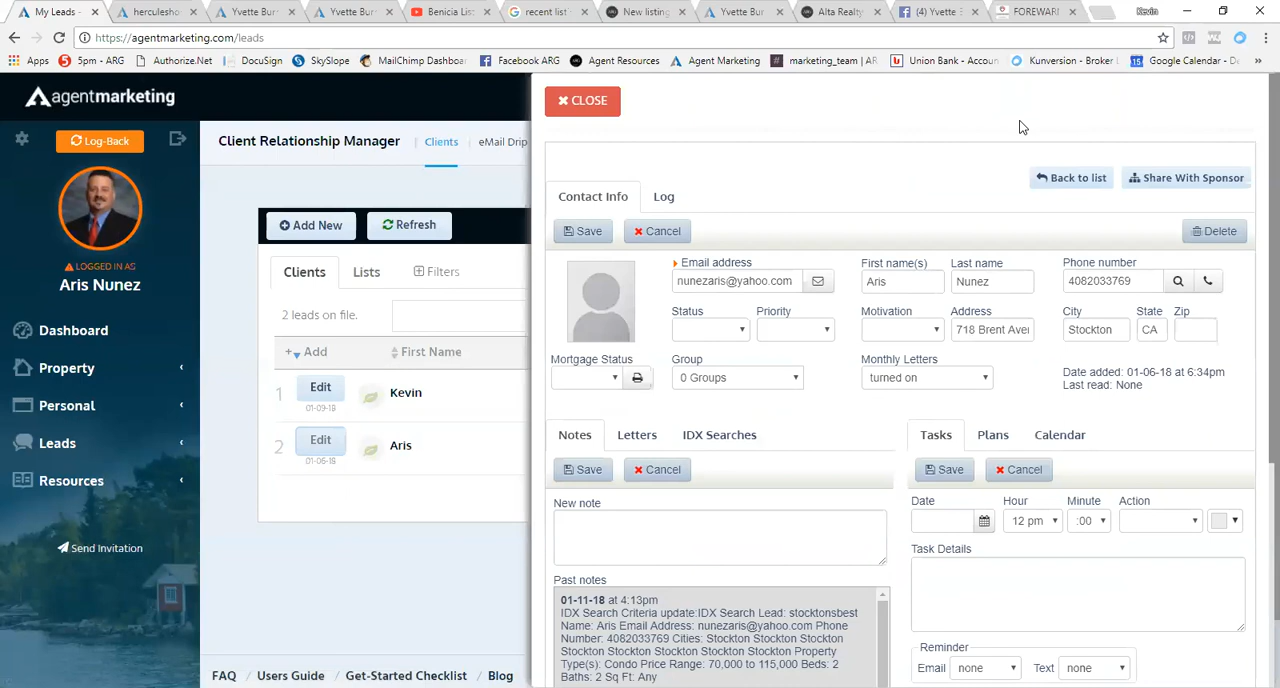 My Leads -
herculesho
Yvette Bur
Yvette Bur
Benicia List
recent list
New listing
Yvette Bur
Alta Realty
(4) Yvette
FOREWAR
Kevin
https://agentmarketing.com/leads
Apps
5pm - ARG
Authorize.Net
DocuSign
SkySlope
MailChimp Dashboar
Facebook ARG
Agent Resources
Agent Marketing
marketing_team | AR
Union Bank - Accoun
Kunversion - Broker
Google Calendar - De
agentmarketing
Log-Back
LOGGED IN AS
Aris Nunez
Dashboard
Property
Personal
Leads
Resources
Send Invitation
Client Relationship Manager
Clients
eMail Drip
Add New
Refresh
Clients
Lists
Filters
2 leads on file.
+ Add
First Name
1
Edit
01-09-18
Kevin
2
Edit
01-06-18
Aris
FAQ
Users Guide
Get-Started Checklist
Blog
CLOSE
Back to list
Share With Sponsor
Contact Info
Log
Save
Cancel
Delete
Email address
First name(s)
Last name
Phone number
nunezaris@yahoo.com
Aris
Nunez
4082033769
Status
Priority
Motivation
Address
City
State
Zip
718 Brent Aven
Stockton
CA
Mortgage Status
Group
Monthly Letters
0 Groups
turned on
Date added: 01-06-18 at 6:34pm
Last read: None
Notes
Letters
IDX Searches
Save
Cancel
New note
Past notes
01-11-18 at 4:13pm
IDX Search Criteria update:IDX Search Lead: stocktonsbest
Name: Aris Email Address: nunezaris@yahoo.com Phone
Number: 4082033769 Cities: Stockton Stockton Stockton
Stockton Stockton Stockton Stockton Stockton Property
Type(s): Condo Price Range: 70,000 to 115,000 Beds: 2
Baths: 2 Sq Ft: Any
Tasks
Plans
Calendar
Save
Cancel
Date
Hour
Minute
Action
12 pm
:00
Task Details
Reminder
Email
none
Text
none